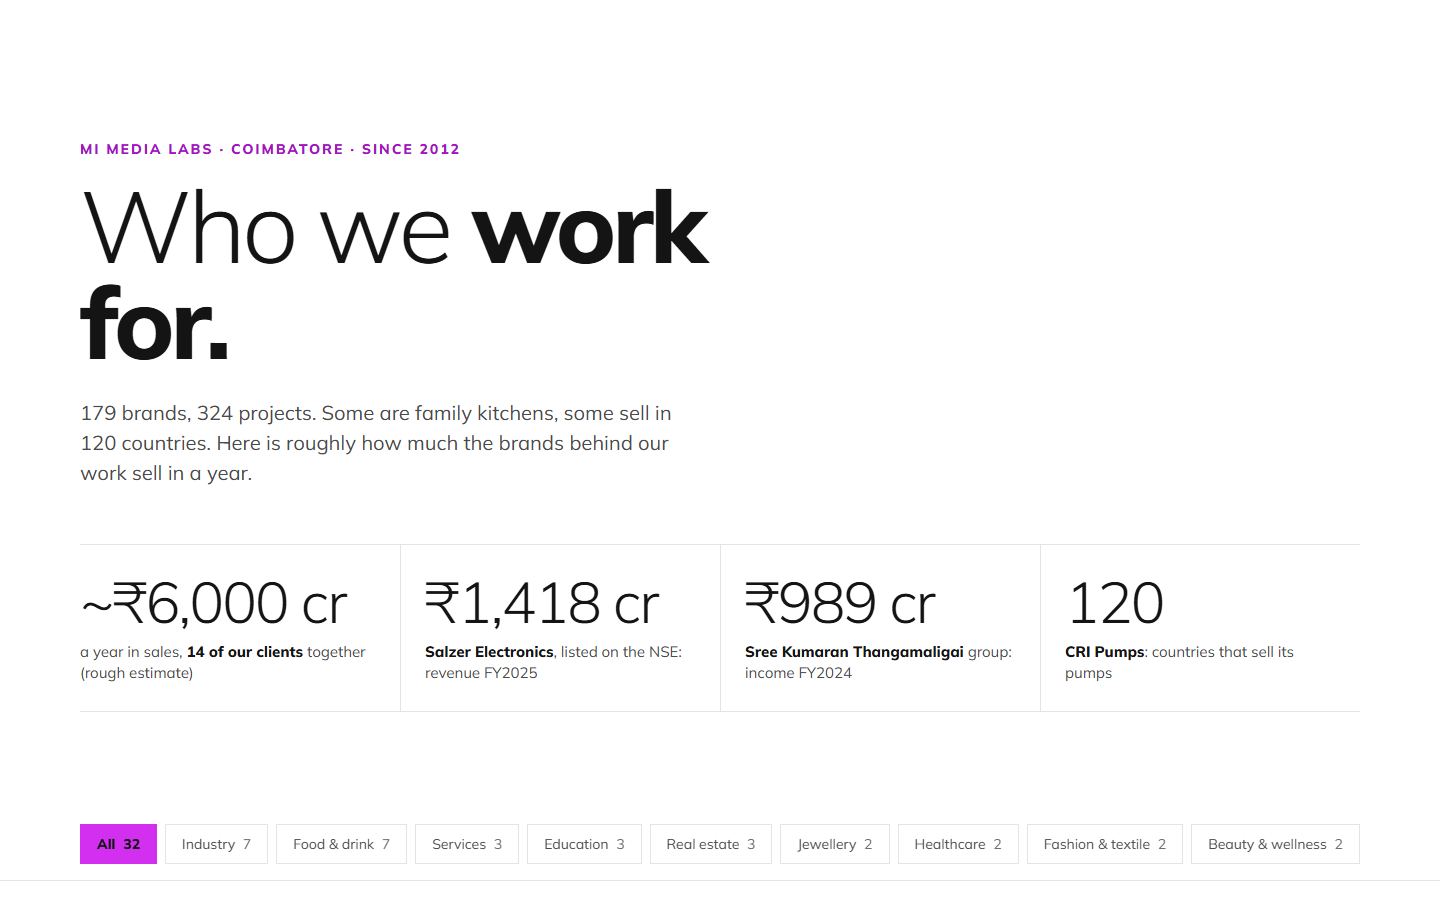 MI MEDIA LABS · COIMBATORE · SINCE 2012
Who we work
for.
179 brands, 324 projects. Some are family kitchens, some sell in
120 countries. Here is roughly how much the brands behind our
work sell in a year.
~₹6,000 cr
a year in sales, 14 of our clients together
(rough estimate)
₹1,418 cr
Salzer Electronics, listed on the NSE:
revenue FY2025
₹989 cr
Sree Kumaran Thangamaligai group:
income FY2024
120
CRI Pumps: countries that sell its
pumps
All 32
Industry 7
Food & drink 7
Services 3
Education 3
Real estate 3
Jewellery 2
Healthcare 2
Fashion & textile 2
Beauty & wellness 2